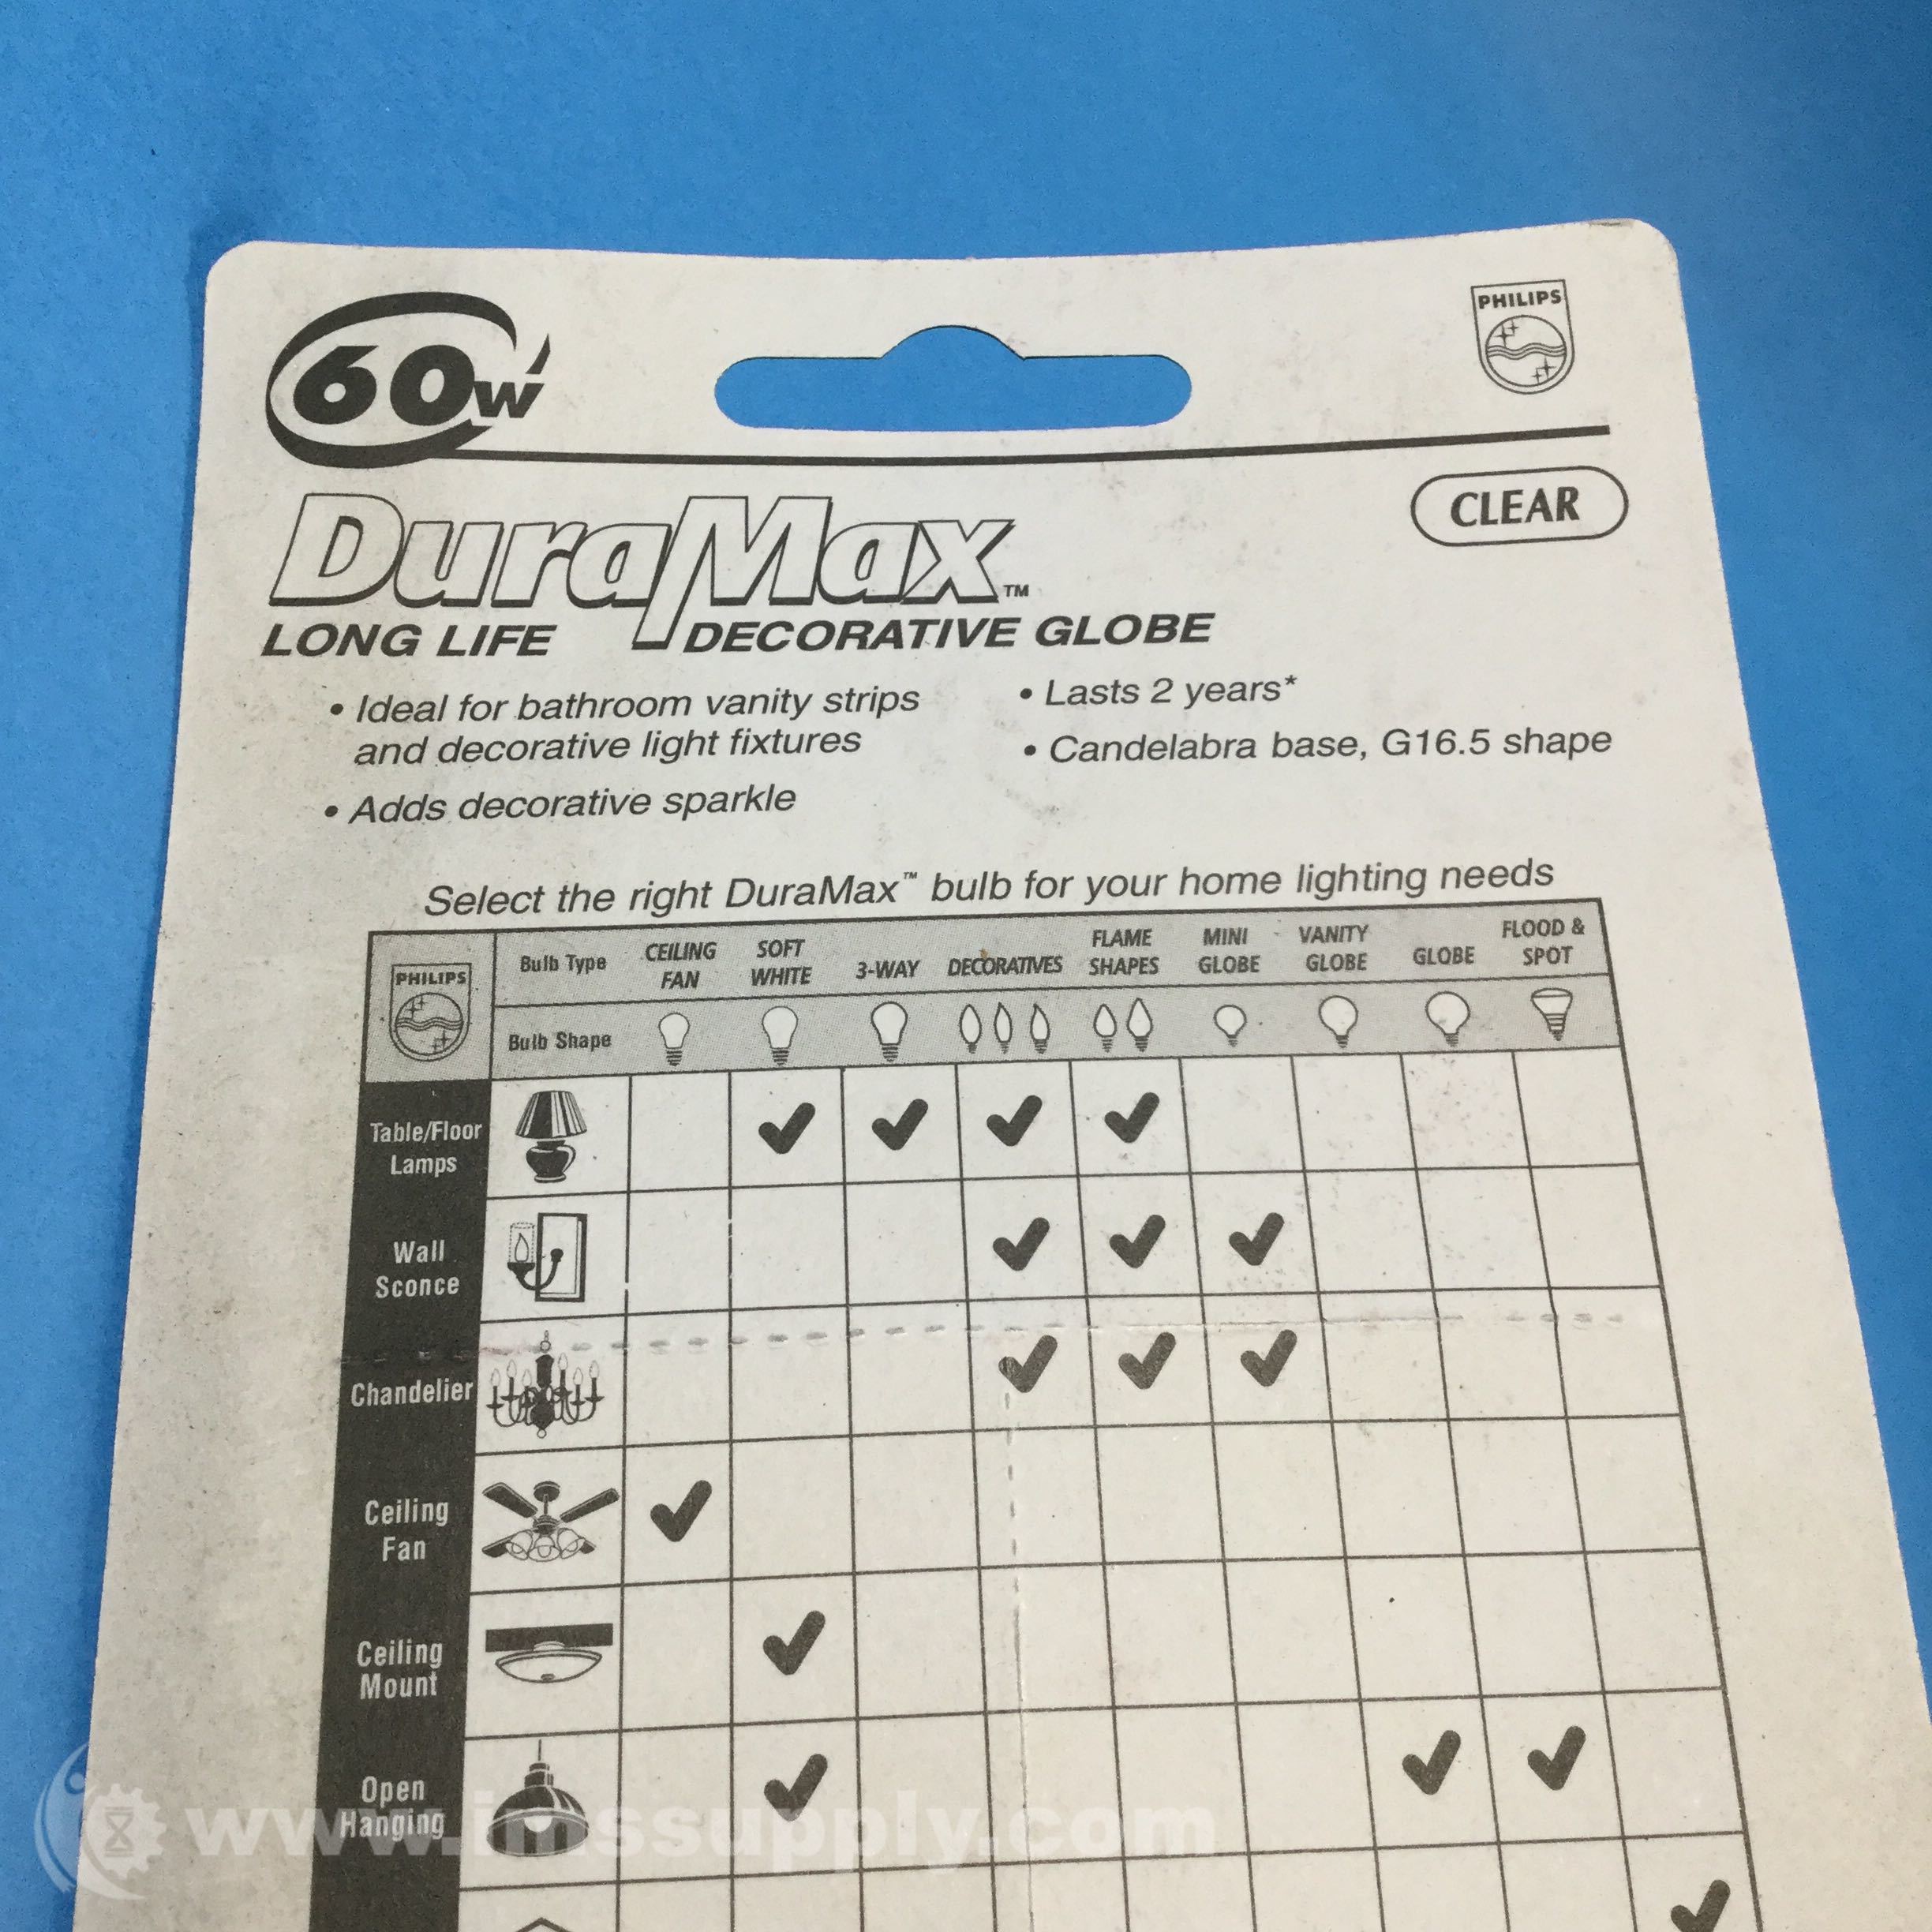 60W
PHILIPS
CLEAR
DuraMax™
LONG LIFE DECORATIVE GLOBE
• Ideal for bathroom vanity strips
and decorative light fixtures
• Adds decorative sparkle
• Lasts 2 years*
• Candelabra base, G16.5 shape
Select the right DuraMax™ bulb for your home lighting needs
PHILIPS
Bulb Type CEILING FAN SOFT WHITE 3-WAY DECORATIVES FLAME SHAPES MINI GLOBE VANITY GLOBE GLOBE FLOOD & SPOT
Bulb Shape
Table/Floor
Lamps
Wall
Sconce
Chandelier
Ceiling
Fan
Ceiling
Mount
Open
Hanging
www.imssupply.com